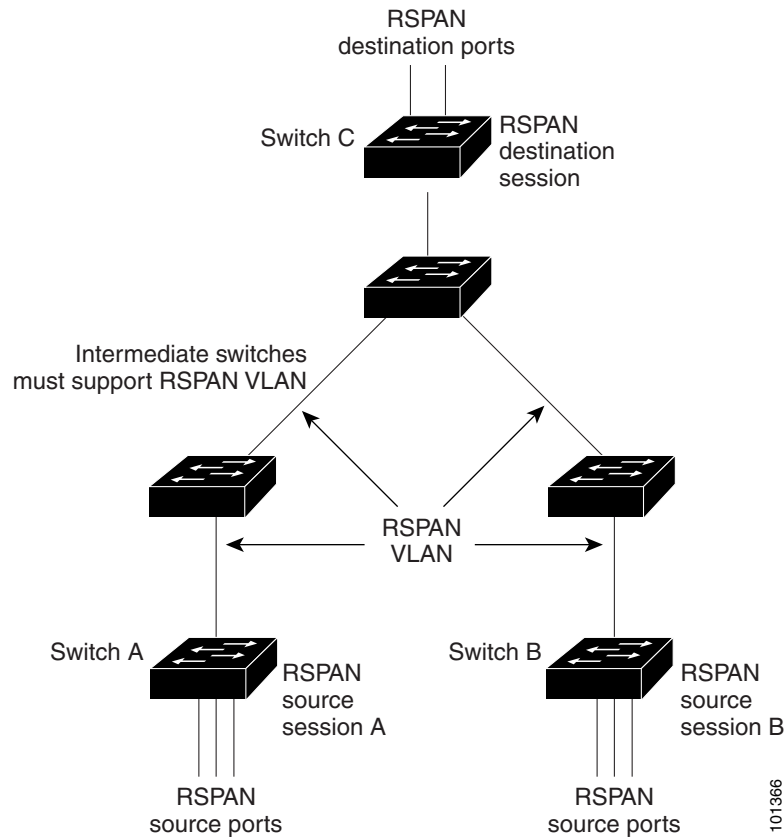 RSPAN
destination ports
Switch C
RSPAN
destination
session
Intermediate switches
must support RSPAN VLAN
RSPAN
VLAN
Switch A
RSPAN
source
session A
Switch B
RSPAN
source
session B
RSPAN
source ports
RSPAN
source ports
101366